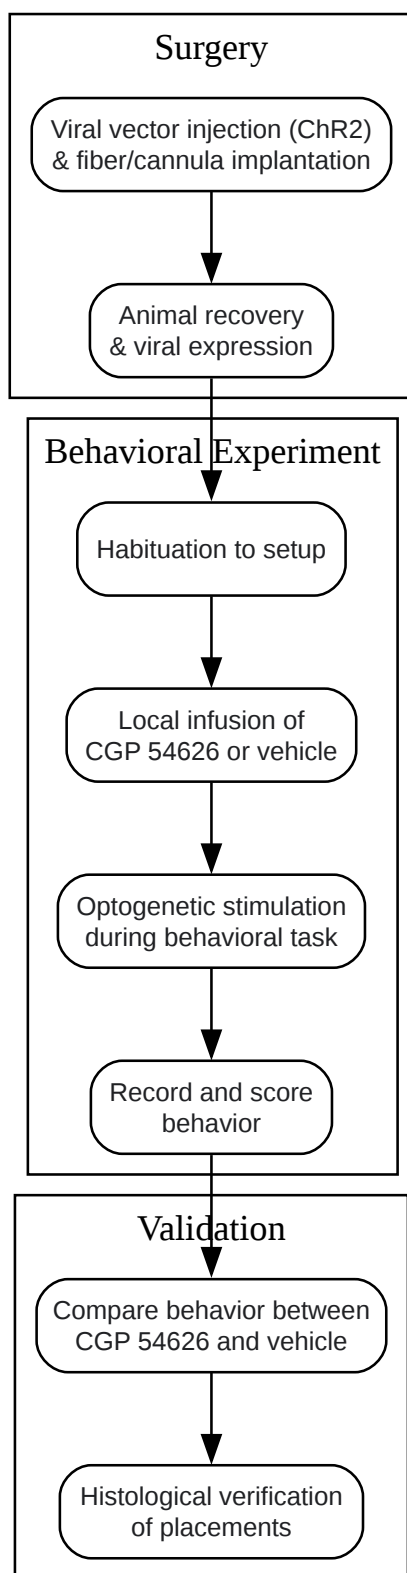 Surgery
Viral vector injection (ChR2)
& fiber/cannula implantation
Animal recovery
& viral expression
Behavioral Experiment
Habituation to setup
Local infusion of
CGP 54626 or vehicle
Optogenetic stimulation
during behavioral task
Record and score
behavior
Validation
Compare behavior between
CGP 54626 and vehicle
Histological verification
of placements